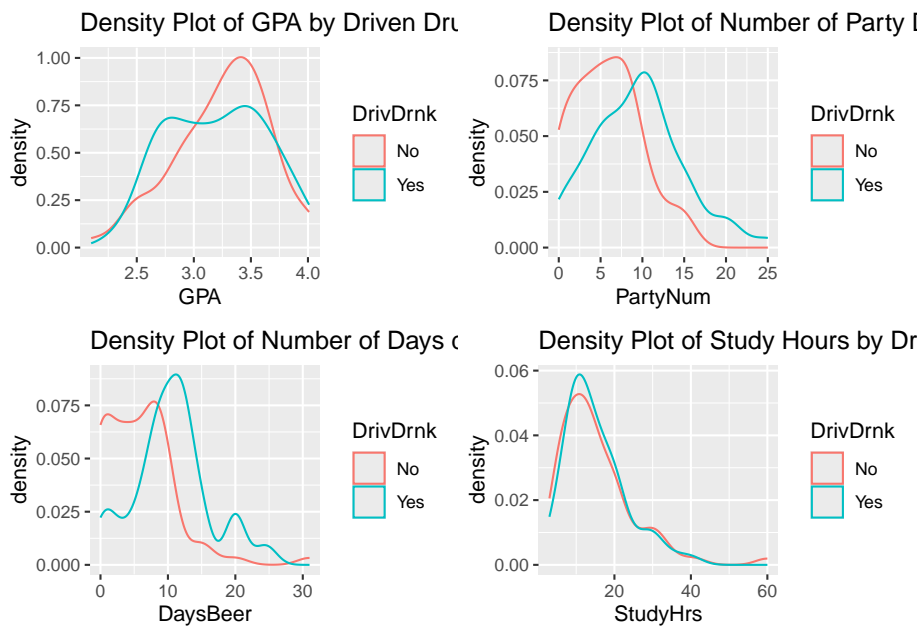 Density Plot of GPA by Driven Dru
1.00
0.75
0.50
0.25
0.00
density
2.5 3.0 3.5 4.0
GPA
DrivDrnk
No
Yes
Density Plot of Number of Party D
0.075
0.050
0.025
0.000
density
0 5 10 15 20 25
PartyNum
DrivDrnk
No
Yes
Density Plot of Number of Days o
0.075
0.050
0.025
0.000
density
0 10 20 30
DaysBeer
DrivDrnk
No
Yes
Density Plot of Study Hours by Dr
0.06
0.04
0.02
0.00
density
20 40 60
StudyHrs
DrivDrnk
No
Yes